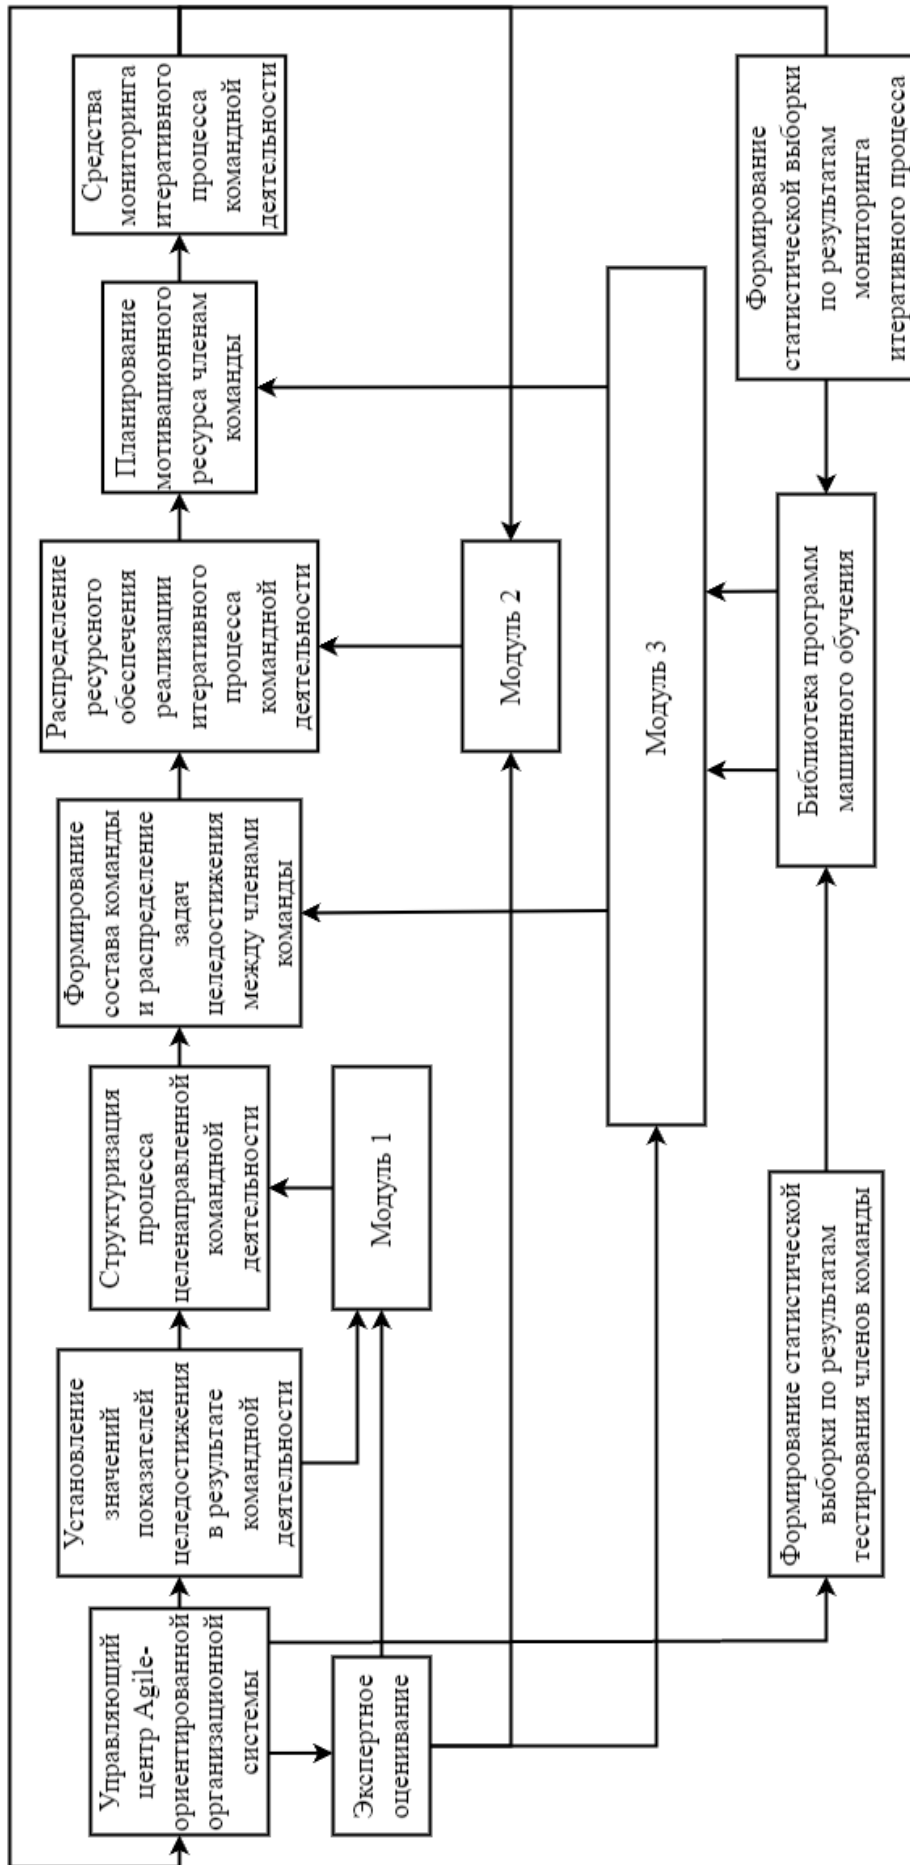 Управляющий
центр Agile-
ориентированной
организационной
системы
Установление
значений
показателей
целедостижения
в результате
командной
деятельности
Структуризация
процесса
целенаправленной
командной
деятельности
Формирование
состава команды
и распределение
задач
целедостижения
между членами
команды
Распределение
ресурсного
обеспечения
реализации
итеративного
процесса
командной
деятельности
Планирование
мотивационного
ресурса членам
команды
Средства
мониторинга
итеративного
процесса
командной
деятельности
Экспертное
оценивание
Модуль 1
Модуль 2
Модуль 3
Формирование статистической
выборки по результатам
тестирования членов команды
Библиотека программ
машинного обучения
Формирование
статистической выборки
по результатам
мониторинга
итеративного процесса